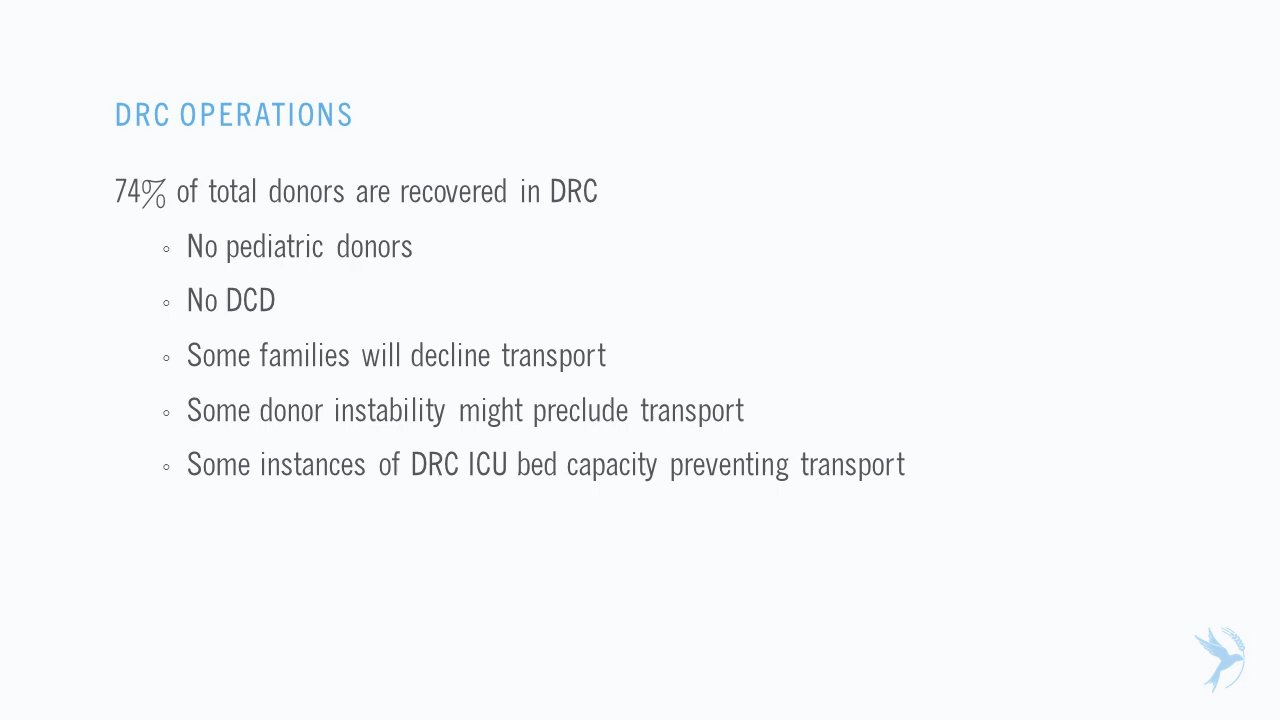 DRC OPERATIONS
74% of total donors are recovered in DRC
◦ No pediatric donors
◦ No DCD
◦ Some families will decline transport
◦ Some donor instability might preclude transport
◦ Some instances of DRC ICU bed capacity preventing transport